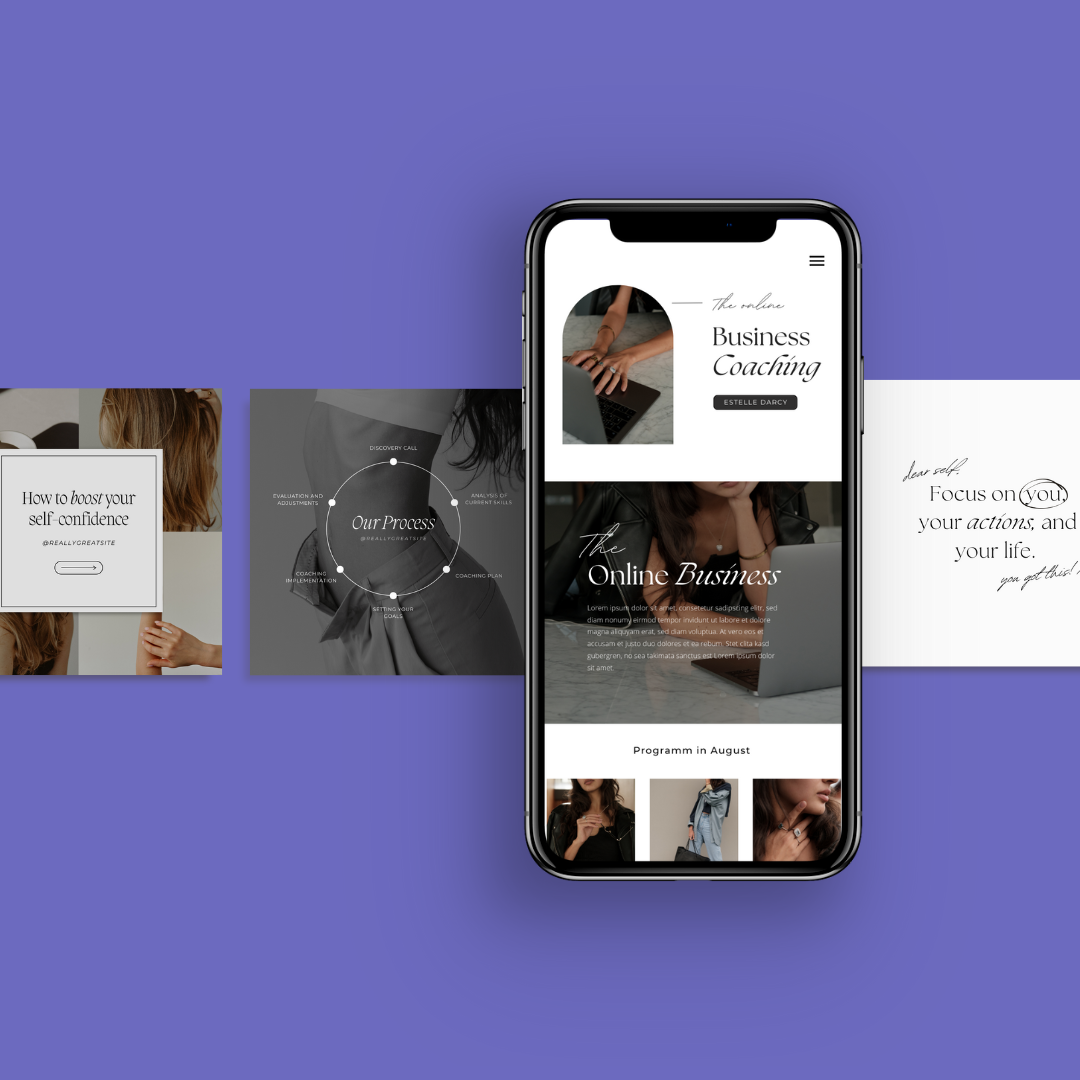 How to boost your
self-confidence
@REALLYGREATSITE
DISCOVERY CALL
EVALUATION AND
ADJUSTMENTS
ANALYSIS OF
CURRENT SKILLS
Our Process
@REALLYGREATSITE
COACHING
IMPLEMENTATION
COACHING PLAN
SETTING YOUR
GOALS
The online
Business
Coaching
ESTELLE DARCY
The
Online Business
Lorem ipsum dolor sit amet, consetetur sadipscing elitr, sed
diam nonumy eirmod tempor invidunt ut labore et dolore
magna aliquyam erat, sed diam voluptua. At vero eos et
accusam et justo duo dolores et ea rebum. Stet clita kasd
gubergren, no sea takimata sanctus est Lorem ipsum dolor
sit amet.
Programm in August
dear self,
Focus on you,
your actions, and
your life.
you got this!